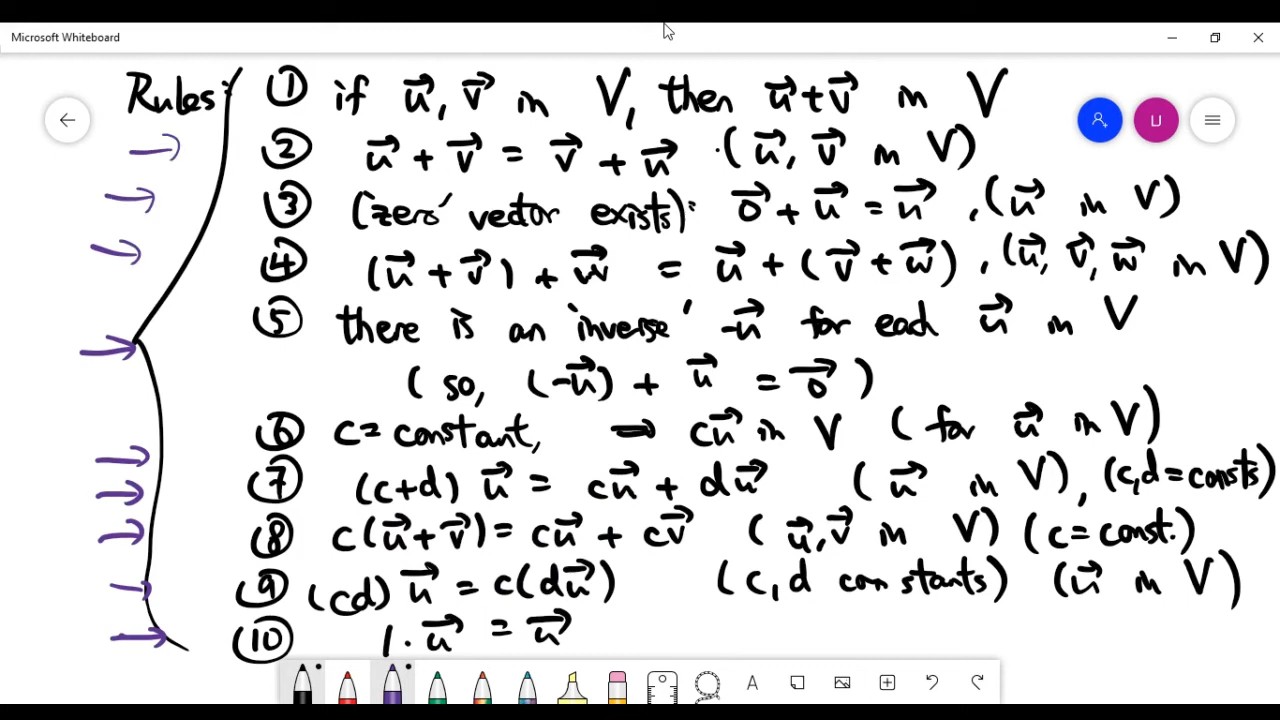 Microsoft Whiteboard
Rules: ① if u⃗, v⃗ in V, then u⃗+v⃗ in V
② u⃗ + v⃗ = v⃗ + u⃗ . (u⃗, v⃗ in V)
③ (zero' vector exists): 0⃗ + u⃗ = u⃗ , (u⃗ in V)
④ (u⃗ + v⃗) + w⃗ = u⃗ + (v⃗ + w⃗) , (u⃗, v⃗, w⃗ in V)
⑤ there is an 'inverse' -u⃗ for each u⃗ in V
(so, (-u⃗) + u⃗ = 0⃗ )
⑥ c = constant, ⟹ cu⃗ in V ( for u⃗ in V)
⑦ (c+d) u⃗ = cu⃗ + du⃗ ( u⃗ in V), (c,d = consts)
⑧ c(u⃗+v⃗) = cu⃗ + cv⃗ ( u⃗,v⃗ in V) (c = const.)
⑨ (cd) u⃗ = c(du⃗) (c,d constants) (u⃗ in V)
⑩ 1 . u⃗ = u⃗
U
A